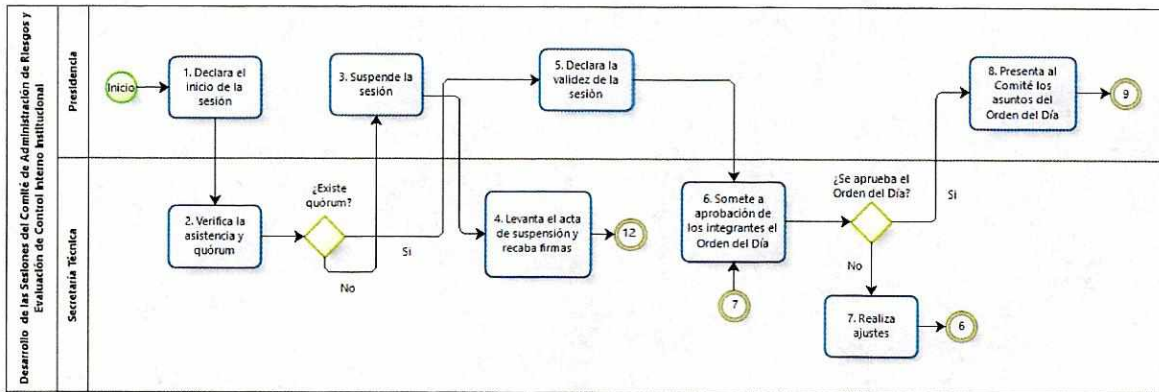 Desarrollo de las Sesiones del Comité de Administración de Riesgos y
Evaluación de Control Interno Institucional
Presidencia
Inicio
1. Declara el
inicio de la
sesión
3. Suspende la
sesión
5. Declara la
validez de la
sesión
8. Presenta al
Comité los
asuntos del
Orden del Día
9
Secretaría Técnica
2. Verifica la
asistencia y
quórum
¿Existe
quórum?
Si
No
4. Levanta el acta
de suspensión y
recaba firmas
12
6. Somete a
aprobación de
los integrantes el
Orden del Día
7
¿Se aprueba el
Orden del Día?
Si
No
7. Realiza
ajustes
6